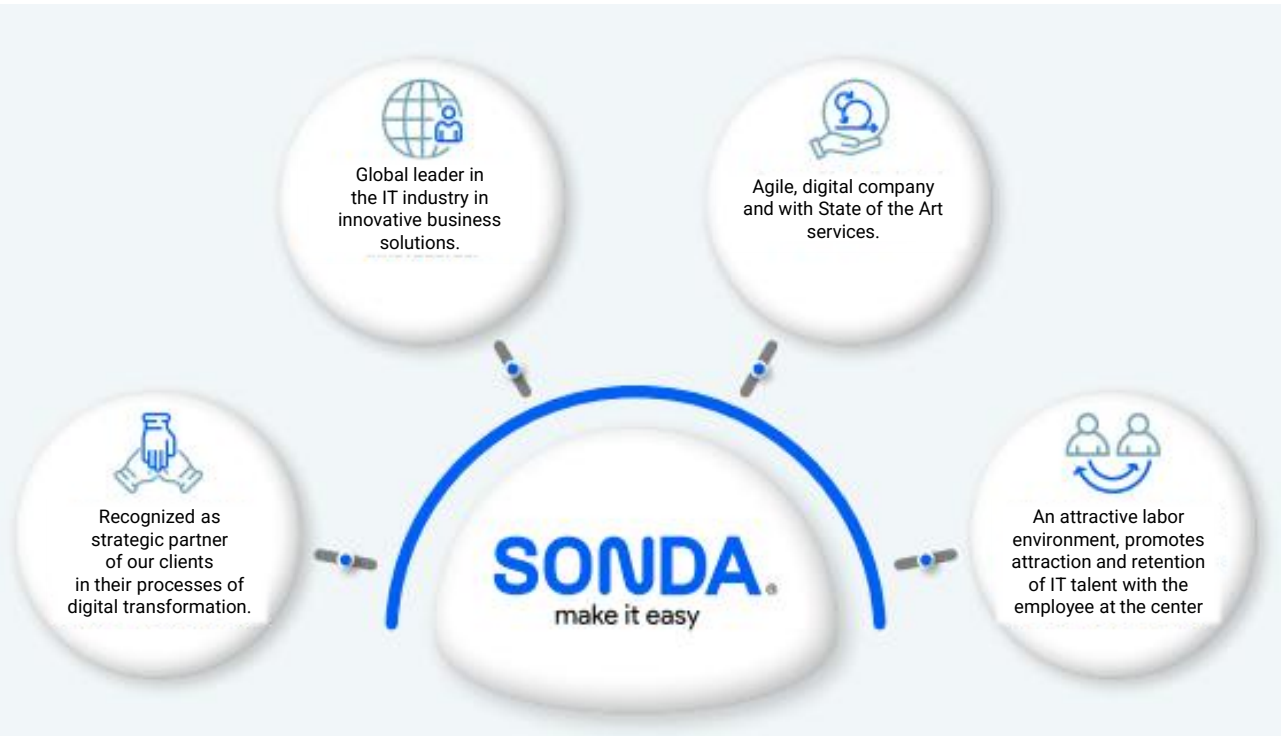 Global leader in
the IT industry in
innovative business
solutions.
Agile, digital company
and with State of the Art
services.
Recognized as
strategic partner
of our clients
in their processes of
digital transformation.
SONDA®
make it easy
An attractive labor
environment, promotes
attraction and retention
of IT talent with the
employee at the center